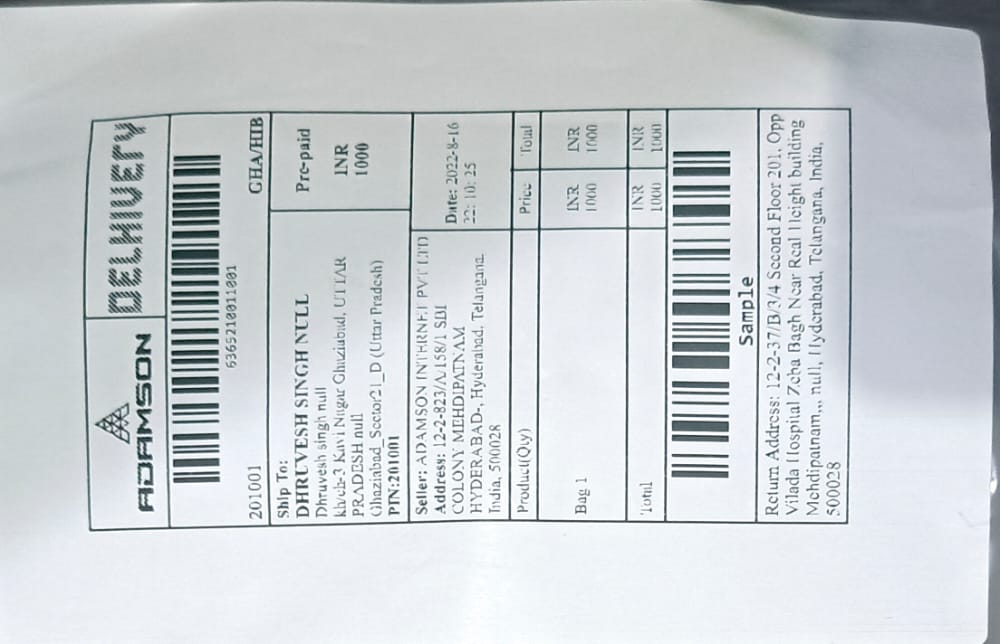 ADAMSON
DELHIVERY
6365210011001
201001 GHA/HIB
Ship To:
DHRUVESH SINGH NULL
Dhruvesh singh null
kh/ch-3 Kavi Nagar Ghaziabad, UTTAR
PRADESH null
Ghaziabad_Sector21_D (Uttar Pradesh)
PIN:201001
Pre-paid
INR
1000
Seller: ADAMSON INTERNET PVT LTD
Address: 12-2-823/A/158/1 SBI
COLONY MEHDIPATNAM
HYDERABAD-, Hyderabad, Telangana,
India, 500028
Date: 2022-8-16
22: 10: 25
Product(Qty) Price Total
Bag 1 INR 1000 INR 1000
Total INR 1000 INR 1000
Sample
Return Address: 12-2-37/B/3/4 Second Floor 201, Opp
Vilada Hospital Zeba Bagh Near Real Height building
Mehdipatnam,,, null, Hyderabad, Telangana, India,
500028